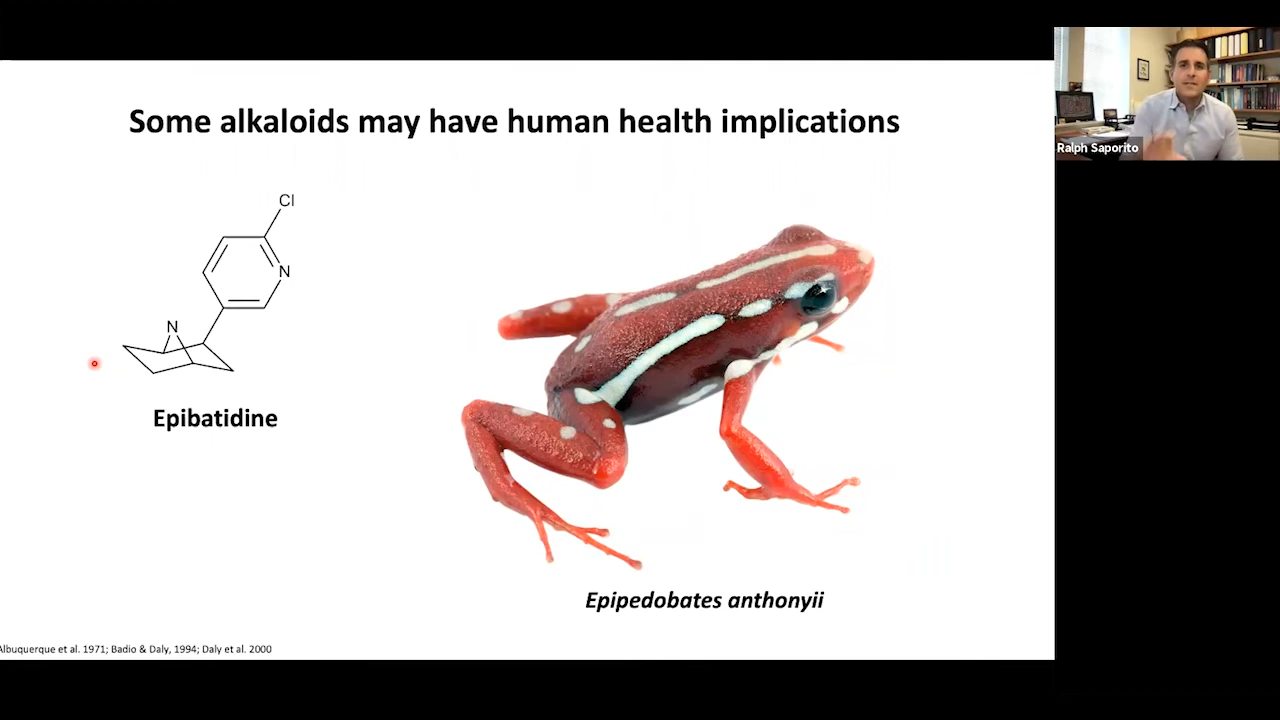 Some alkaloids may have human health implications
Ralph Saporito
Cl
N
N
Epibatidine
Epipedobates anthonyii
Albuquerque et al. 1971; Badio & Daly, 1994; Daly et al. 2000